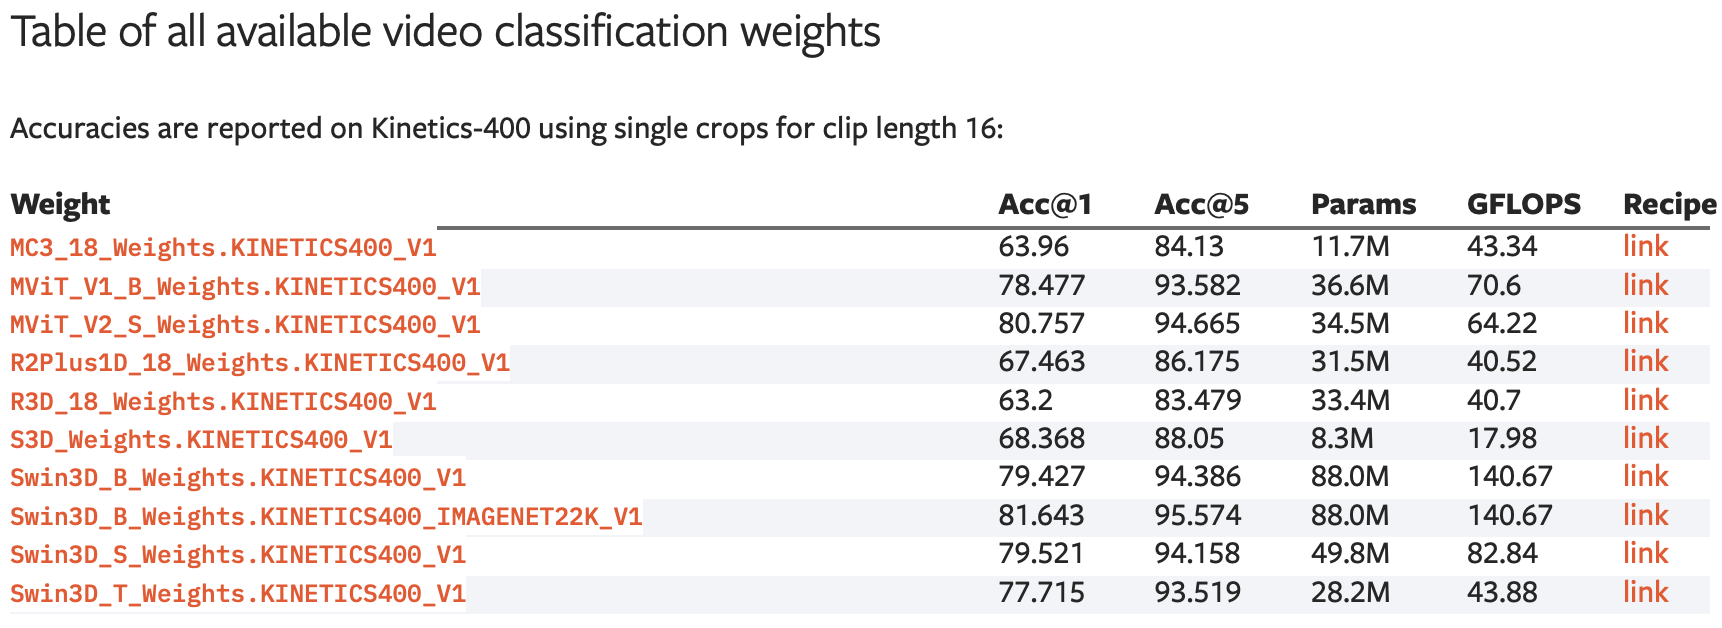 Table of all available video classification weights
Accuracies are reported on Kinetics-400 using single crops for clip length 16:
Weight Acc@1 Acc@5 Params GFLOPS Recipe
MC3_18_Weights.KINETICS400_V1 63.96 84.13 11.7M 43.34 link
MViT_V1_B_Weights.KINETICS400_V1 78.477 93.582 36.6M 70.6 link
MViT_V2_S_Weights.KINETICS400_V1 80.757 94.665 34.5M 64.22 link
R2Plus1D_18_Weights.KINETICS400_V1 67.463 86.175 31.5M 40.52 link
R3D_18_Weights.KINETICS400_V1 63.2 83.479 33.4M 40.7 link
S3D_Weights.KINETICS400_V1 68.368 88.05 8.3M 17.98 link
Swin3D_B_Weights.KINETICS400_V1 79.427 94.386 88.0M 140.67 link
Swin3D_B_Weights.KINETICS400_IMAGENET22K_V1 81.643 95.574 88.0M 140.67 link
Swin3D_S_Weights.KINETICS400_V1 79.521 94.158 49.8M 82.84 link
Swin3D_T_Weights.KINETICS400_V1 77.715 93.519 28.2M 43.88 link